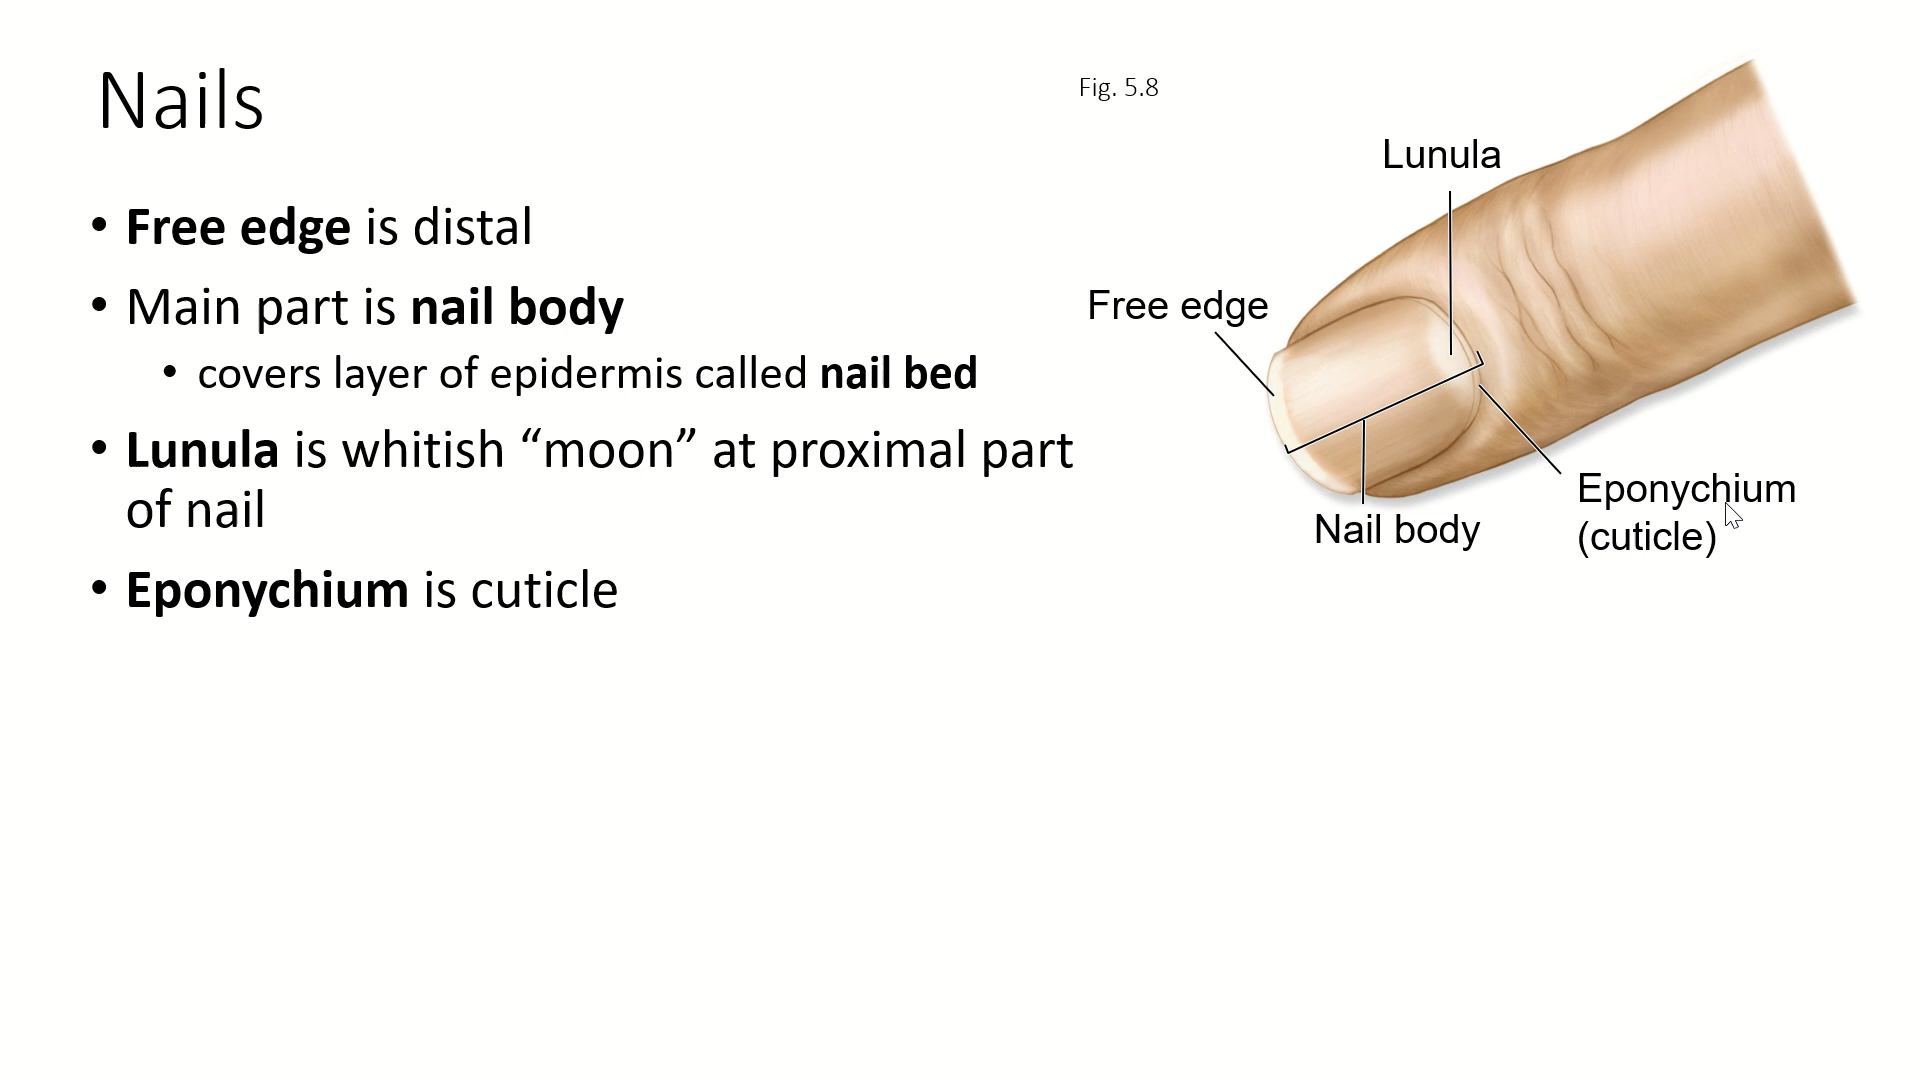 Nails
• Free edge is distal
• Main part is nail body
• covers layer of epidermis called nail bed
• Lunula is whitish “moon” at proximal part
of nail
• Eponychium is cuticle
Fig. 5.8
Lunula
Free edge
Nail body
Eponychium
(cuticle)